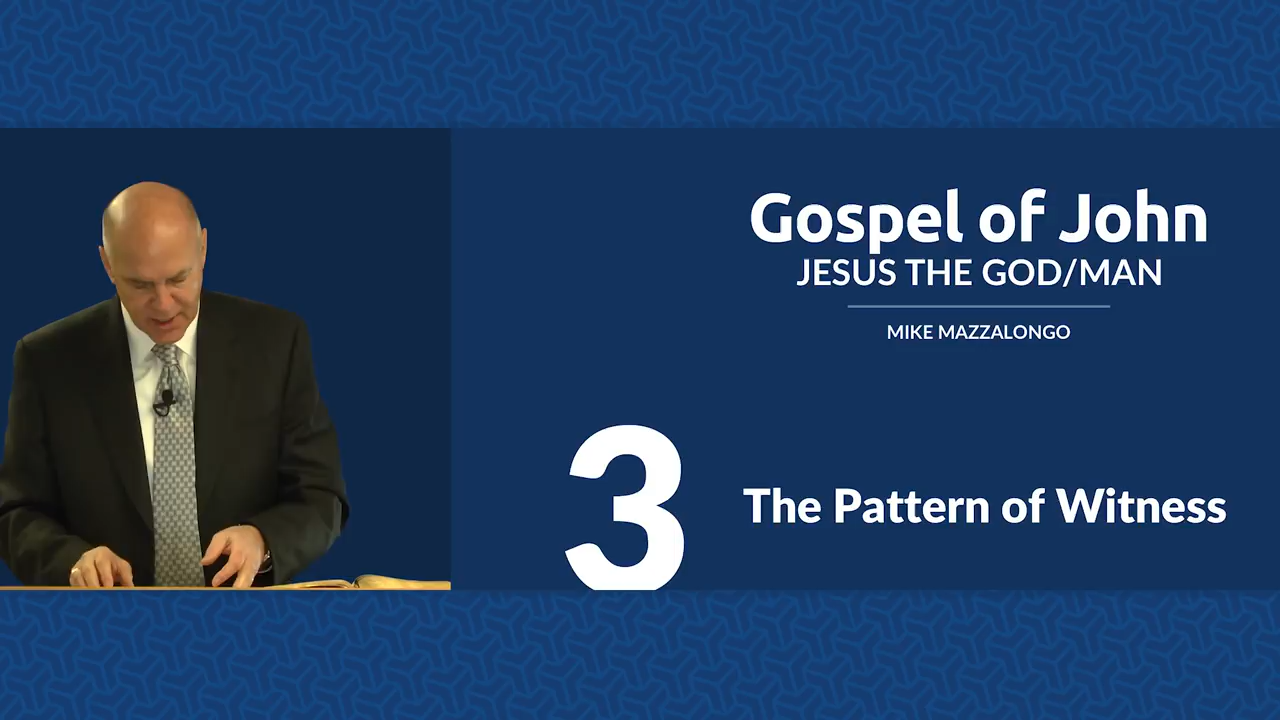 Gospel of John
JESUS THE GOD/MAN
MIKE MAZZALONGO
3
The Pattern of Witness